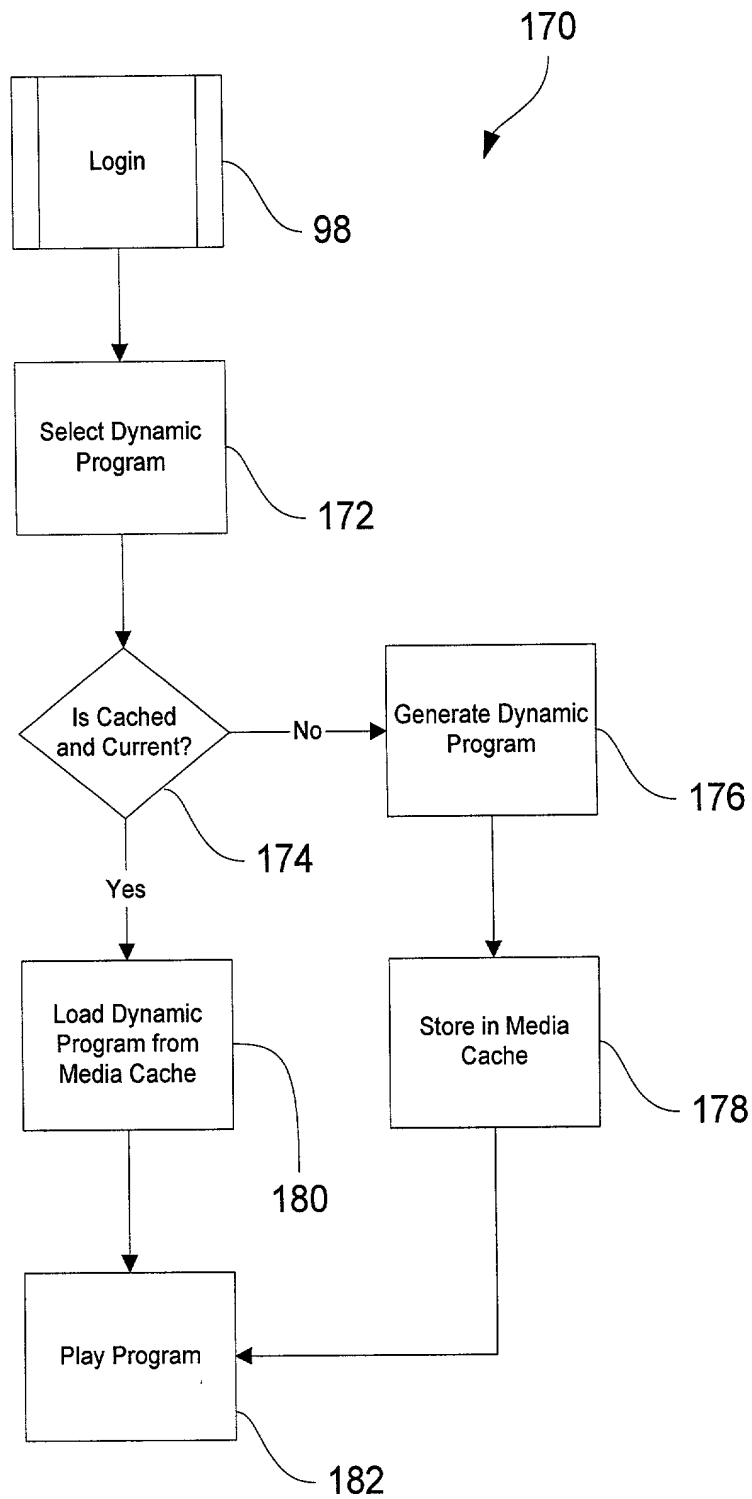 170
Login
98
Select Dynamic
Program
172
Is Cached
and Current?
No
Generate Dynamic
Program
176
174
Yes
Load Dynamic
Program from
Media Cache
Store in Media
Cache
178
180
Play Program
182